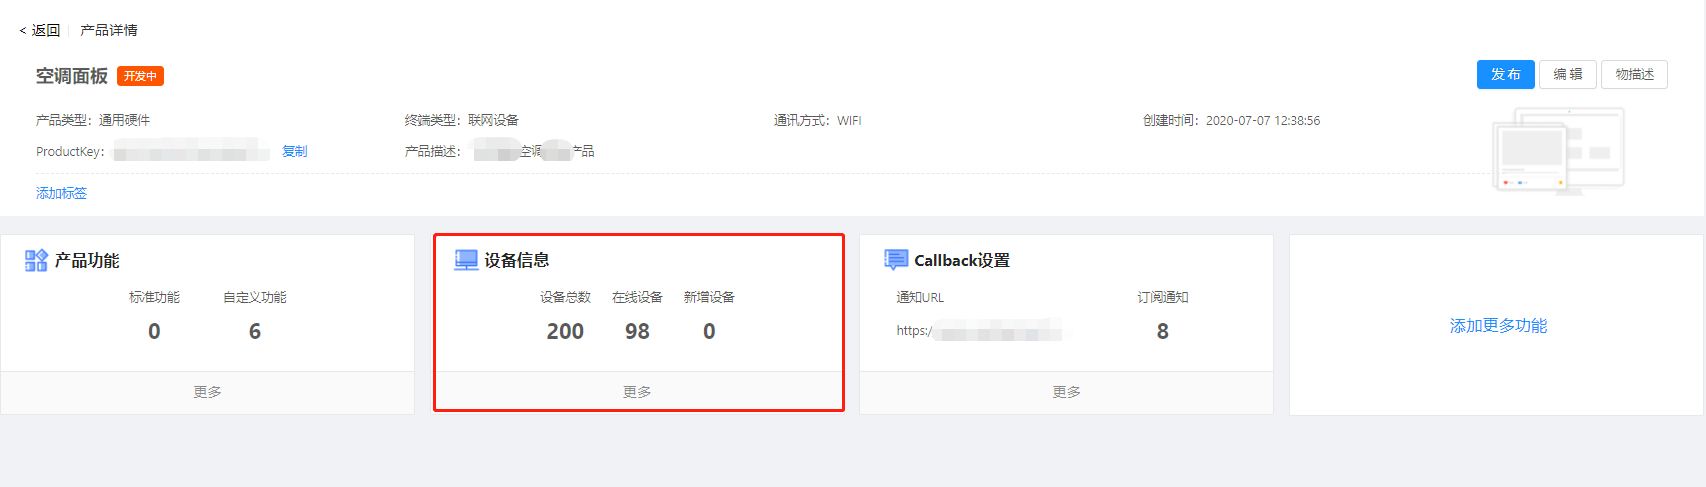 < 返回 产品详情
空调面板 开发中 发布 编辑 物描述
产品类型：通用硬件 终端类型：联网设备 通讯方式：WIFI 创建时间：2020-07-07 12:38:56
ProductKey： 复制 产品描述： 空调 产品
添加标签
产品功能
标准功能 自定义功能
0 6
更多
设备信息
设备总数 在线设备 新增设备
200 98 0
更多
Callback设置
通知URL 订阅通知
https:/ 8
更多
添加更多功能